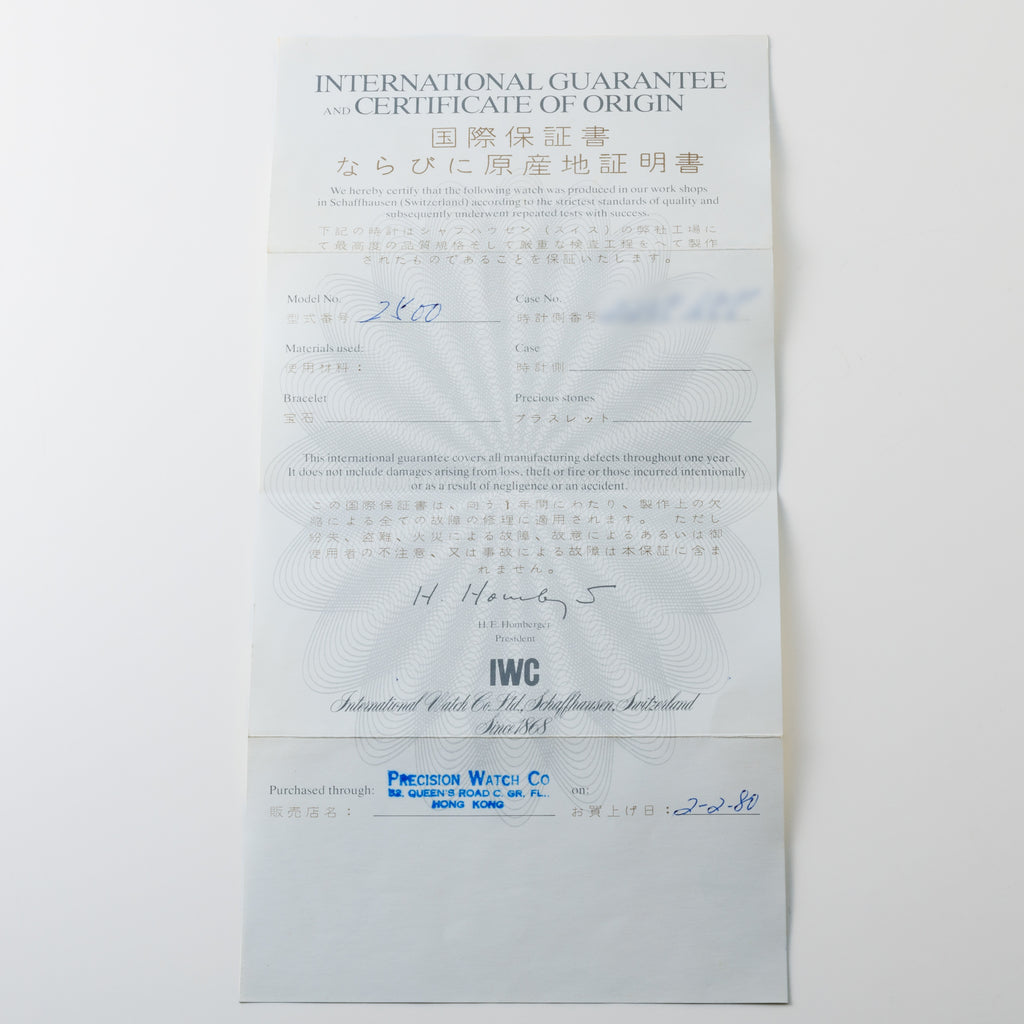 INTERNATIONAL GUARANTEE
AND CERTIFICATE OF ORIGIN
国際保証書
ならびに原産地証明書
We hereby certify that the following watch was produced in our work shops
in Schaffhausen (Switzerland) according to the strictest standards of quality and
subsequently underwent repeated tests with success.
下記の時計はシャフハウゼン（スイス）の弊社工場に
て最高度の品質規格そして厳重な検査工程をへて製作
されたものであることを保証いたします。
Model No.
型式番号 2500
Case No.
時計側番号
Materials used:
使用材料：
Case
時計側
Bracelet
宝石
Precious stones
ブラスレット
This international guarantee covers all manufacturing defects throughout one year.
It does not include damages arising from loss, theft or fire or those incurred intentionally
or as a result of negligence or an accident.
この国際保証書は、向う1年間にわたり、製作上の欠
陥による全ての故障の修理に適用されます。 ただし
紛失、盗難、火災による故障、故意によるあるいは御
使用者の不注意、又は事故による故障は本保証に含ま
れません。
H. E. Homberger
President
IWC
International Watch Co. Ltd., Schaffhausen, Switzerland
Since 1868
Purchased through:
販売店名：
PRECISION WATCH CO
52, QUEEN'S ROAD C. GR. FL.,
HONG KONG
on:
お買上げ日：2-2-80